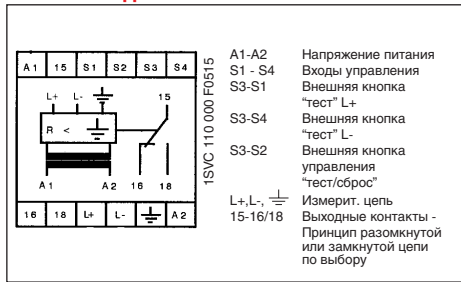 A1 15 S1 S2 S3 S4
L+ L- 15
R <
A1 A2 16 18
16 18 L+ L- A2
1SVC 110 000 F0515
A1-A2 Напряжение питания
S1 - S4 Входы управления
S3-S1 Внешняя кнопка
“тест” L+
S3-S4 Внешняя кнопка
“тест” L-
S3-S2 Внешняя кнопка
управления
“тест/сброс”
L+,L-, Измерит. цепь
15-16/18 Выходные контакты -
Принцип разомкнутой
или замкнутой цепи
по выбору